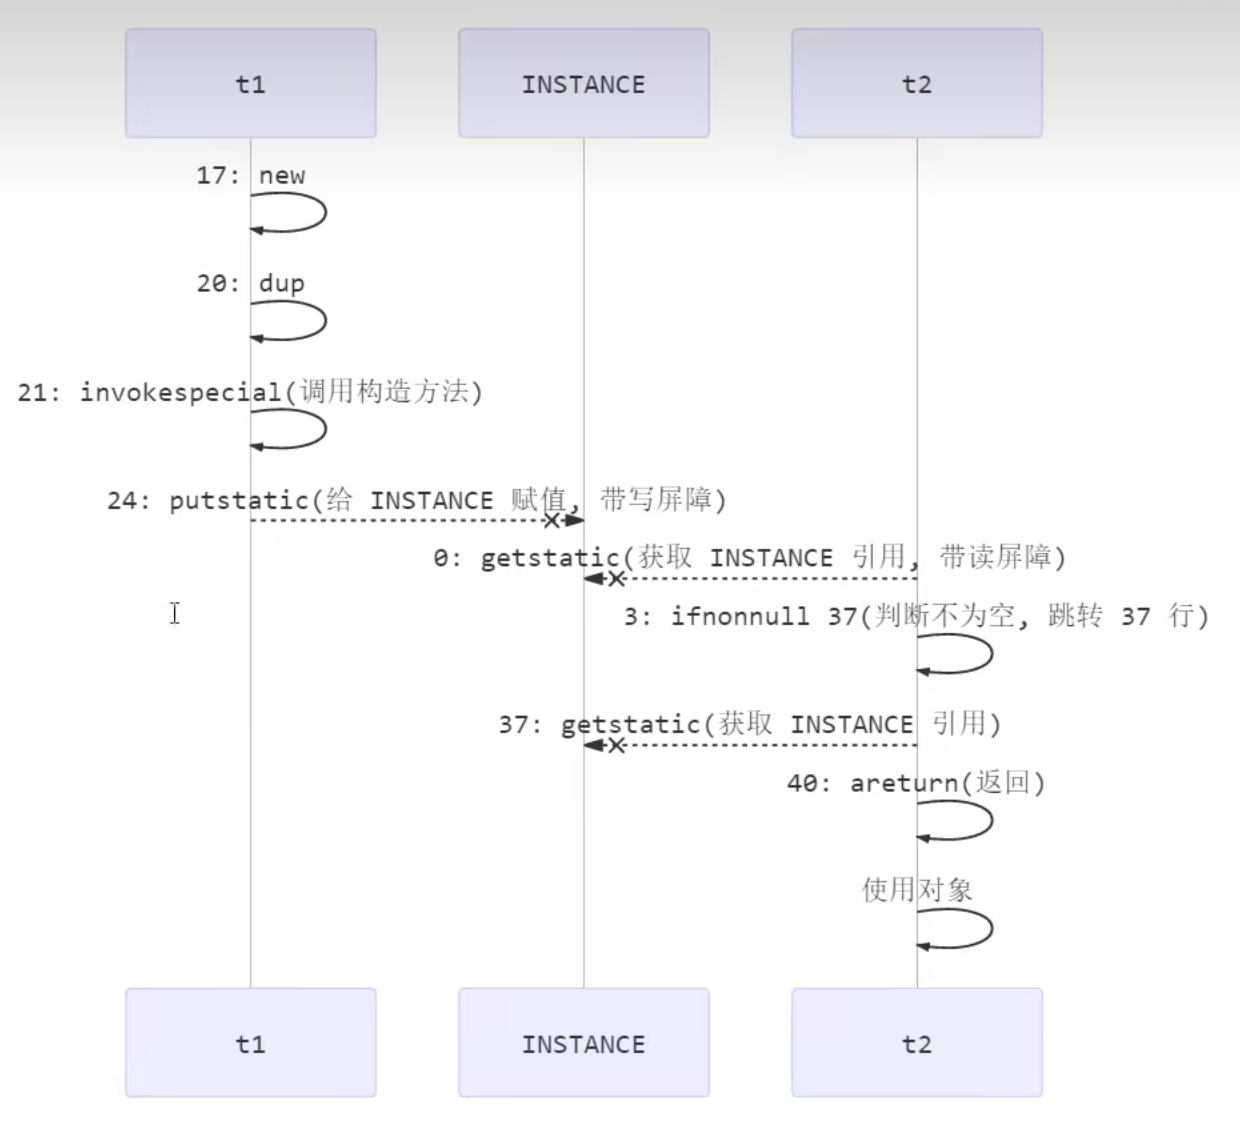 t1
INSTANCE
t2
17: new
20: dup
21: invokespecial(调用构造方法)
24: putstatic(给 INSTANCE 赋值, 带写屏障)
0: getstatic(获取 INSTANCE 引用, 带读屏障)
3: ifnonnull 37(判断不为空, 跳转 37 行)
37: getstatic(获取 INSTANCE 引用)
40: areturn(返回)
使用对象
t1
INSTANCE
t2